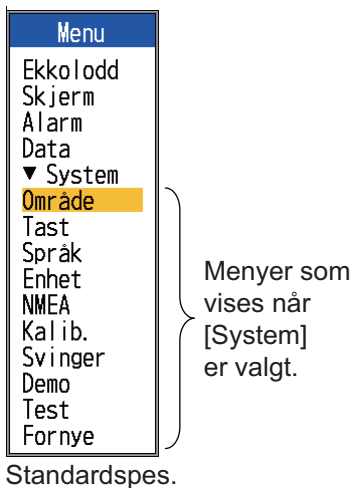 Menu
Ekkolodd
Skjerm
Alarm
Data
▼ System
Område
Tast
Språk
Enhet
NMEA
Kalib.
Svinger
Demo
Test
Fornye
Menyer som
vises når
[System]
er valgt.
Standardspes.